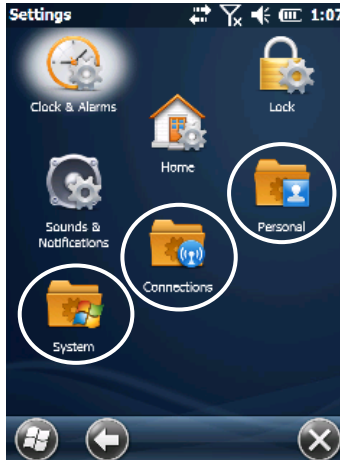 Settings 1:07
Clock & Alarms
Lock
Home
Sounds &
Notifications
Personal
Connections
System